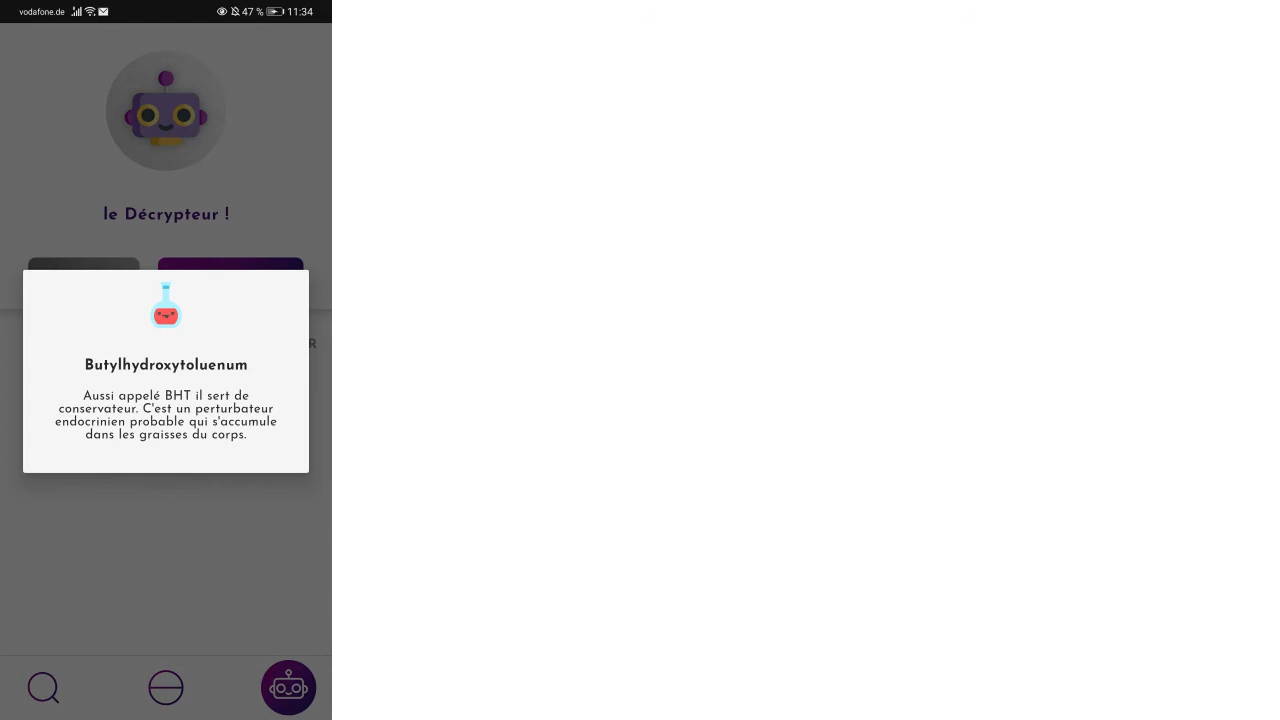 vodafone.de 47 % 11:34
le Décrypteur !
R
Butylhydroxytoluenum
Aussi appelé BHT il sert de
conservateur. C'est un perturbateur
endocrinien probable qui s'accumule
dans les graisses du corps.